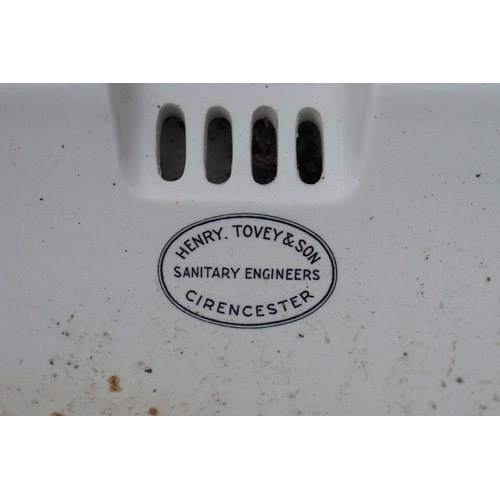 HENRY. TOVEY & SON
SANITARY ENGINEERS
CIRENCESTER